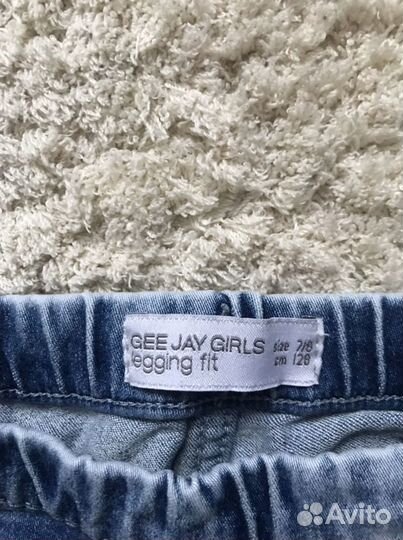 GEE JAY GIRLS size 7/8
legging fit cm 128
Avito